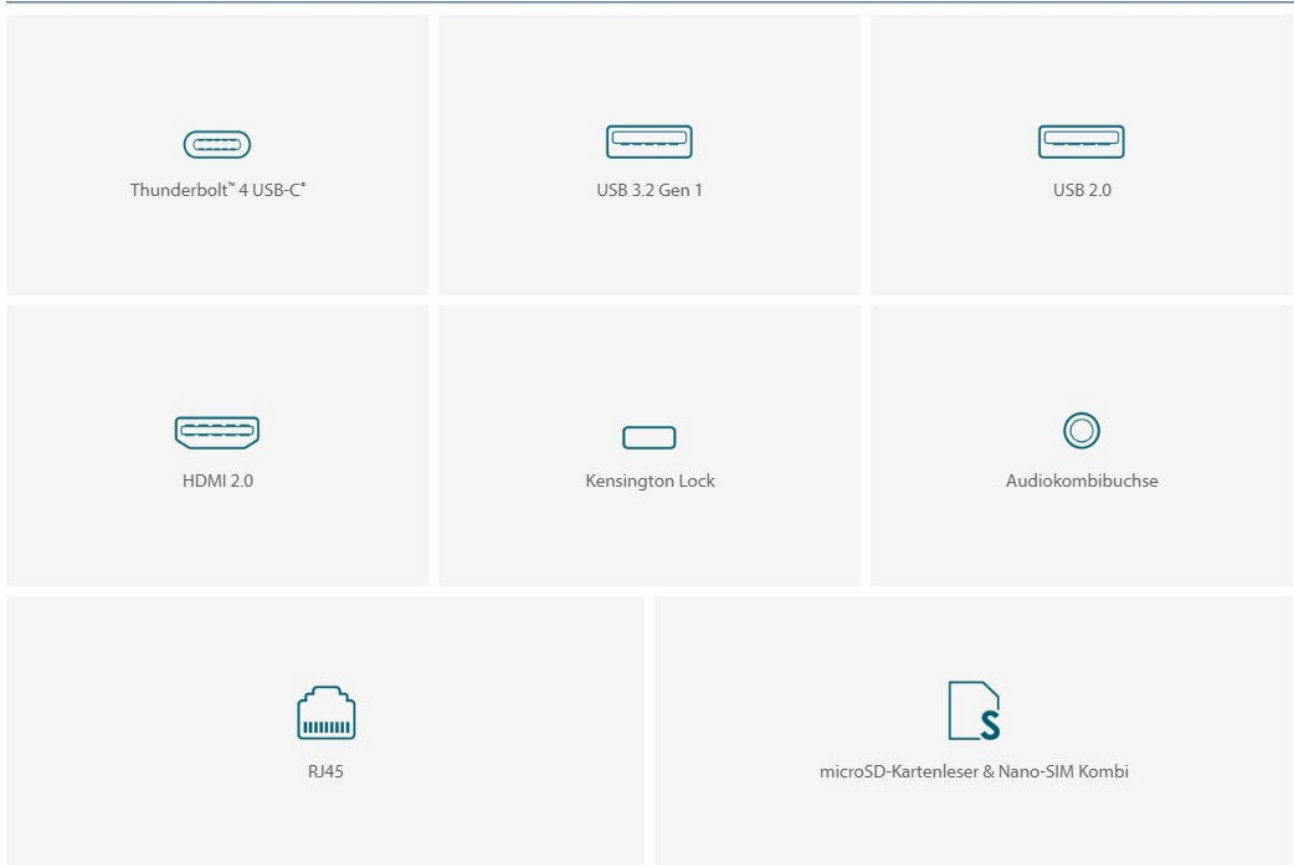 Thunderbolt™ 4 USB-C®
USB 3.2 Gen 1
USB 2.0
HDMI 2.0
Kensington Lock
Audiokombibuchse
RJ45
S
microSD-Kartenleser & Nano-SIM Kombi